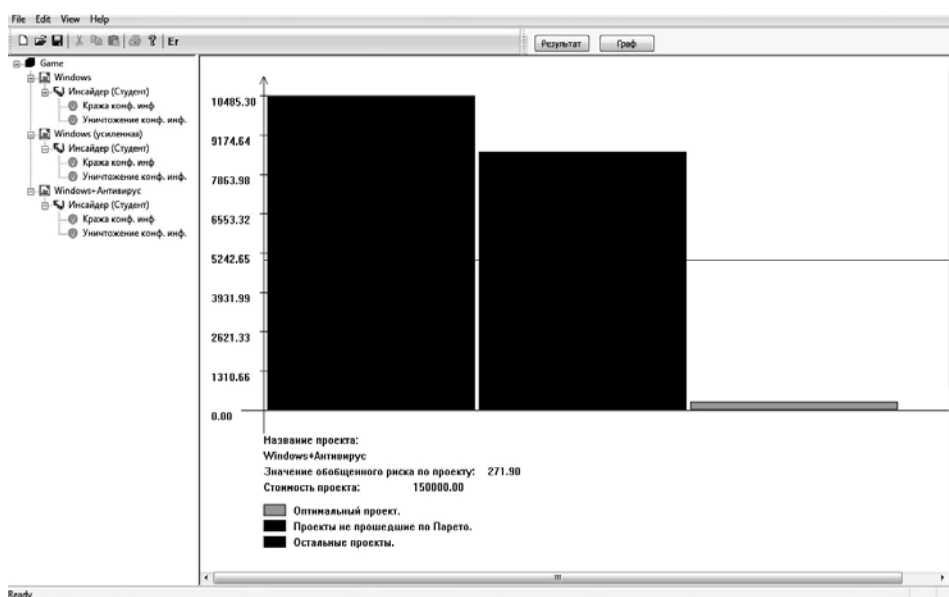 File Edit View Help
Er
Результат Граф
Game
Windows
Инсайдер (Студент)
Кража конф. инф
Уничтожение конф. инф.
Windows (усиленная)
Инсайдер (Студент)
Кража конф. инф
Уничтожение конф. инф.
Windows+Антивирус
Инсайдер (Студент)
Кража конф. инф
Уничтожение конф. инф.
10485.30
9174.64
7863.98
6553.32
5242.65
3931.99
2621.33
1310.66
0.00
Название проекта:
Windows+Антивирус
Значение обобщенного риска по проекту: 271.90
Стоимость проекта: 150000.00
Оптимальный проект.
Проекты не прошедшие по Парето.
Остальные проекты.
Ready